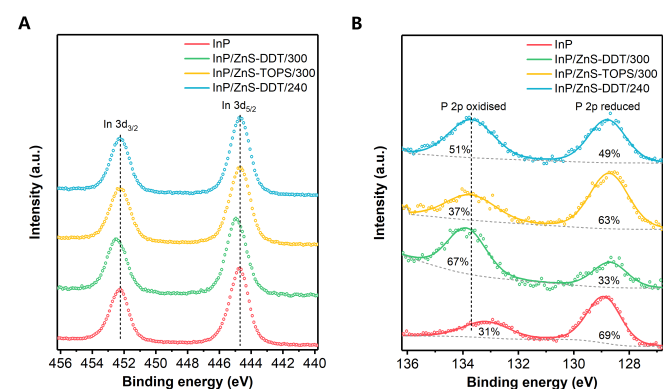 A
InP
InP/ZnS-DDT/300
InP/ZnS-TOPS/300
InP/ZnS-DDT/240
In 3d3/2
In 3d5/2
Intensity (a.u.)
456 454 452 450 448 446 444 442 440
Binding energy (eV)
B
InP
InP/ZnS-DDT/300
InP/ZnS-TOPS/300
InP/ZnS-DDT/240
P 2p oxidised
P 2p reduced
51%
49%
37%
63%
67%
33%
31%
69%
Intensity (a.u.)
136 134 132 130 128
Binding energy (eV)